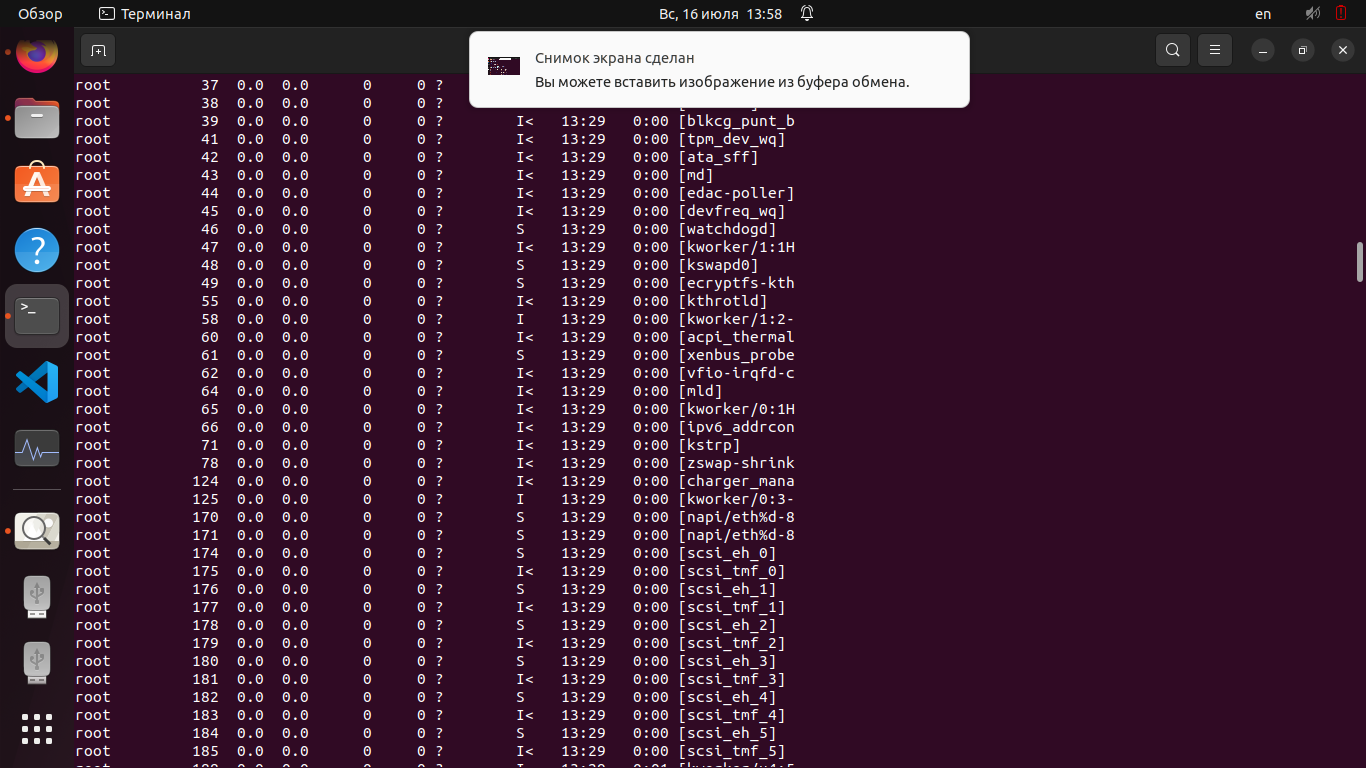 Обзор Терминал Вс, 16 июля 13:58 en
Снимок экрана сделан
Вы можете вставить изображение из буфера обмена.
root 37 0.0 0.0 0 0 ?
root 38 0.0 0.0 0 0 ?
root 39 0.0 0.0 0 0 ? I< 13:29 0:00 [blkcg_punt_b
root 41 0.0 0.0 0 0 ? I< 13:29 0:00 [tpm_dev_wq]
root 42 0.0 0.0 0 0 ? I< 13:29 0:00 [ata_sff]
root 43 0.0 0.0 0 0 ? I< 13:29 0:00 [md]
root 44 0.0 0.0 0 0 ? I< 13:29 0:00 [edac-poller]
root 45 0.0 0.0 0 0 ? I< 13:29 0:00 [devfreq_wq]
root 46 0.0 0.0 0 0 ? S 13:29 0:00 [watchdogd]
root 47 0.0 0.0 0 0 ? I< 13:29 0:00 [kworker/1:1H
root 48 0.0 0.0 0 0 ? S 13:29 0:00 [kswapd0]
root 49 0.0 0.0 0 0 ? S 13:29 0:00 [ecryptfs-kth
root 55 0.0 0.0 0 0 ? I< 13:29 0:00 [kthrotld]
root 58 0.0 0.0 0 0 ? I 13:29 0:00 [kworker/1:2-
root 60 0.0 0.0 0 0 ? I< 13:29 0:00 [acpi_thermal
root 61 0.0 0.0 0 0 ? S 13:29 0:00 [xenbus_probe
root 62 0.0 0.0 0 0 ? I< 13:29 0:00 [vfio-irqfd-c
root 64 0.0 0.0 0 0 ? I< 13:29 0:00 [mld]
root 65 0.0 0.0 0 0 ? I< 13:29 0:00 [kworker/0:1H
root 66 0.0 0.0 0 0 ? I< 13:29 0:00 [ipv6_addrcon
root 71 0.0 0.0 0 0 ? I< 13:29 0:00 [kstrp]
root 78 0.0 0.0 0 0 ? I< 13:29 0:00 [zswap-shrink
root 124 0.0 0.0 0 0 ? I< 13:29 0:00 [charger_mana
root 125 0.0 0.0 0 0 ? I 13:29 0:00 [kworker/0:3-
root 170 0.0 0.0 0 0 ? S 13:29 0:00 [napi/eth%d-8
root 171 0.0 0.0 0 0 ? S 13:29 0:00 [napi/eth%d-8
root 174 0.0 0.0 0 0 ? S 13:29 0:00 [scsi_eh_0]
root 175 0.0 0.0 0 0 ? I< 13:29 0:00 [scsi_tmf_0]
root 176 0.0 0.0 0 0 ? S 13:29 0:00 [scsi_eh_1]
root 177 0.0 0.0 0 0 ? I< 13:29 0:00 [scsi_tmf_1]
root 178 0.0 0.0 0 0 ? S 13:29 0:00 [scsi_eh_2]
root 179 0.0 0.0 0 0 ? I< 13:29 0:00 [scsi_tmf_2]
root 180 0.0 0.0 0 0 ? S 13:29 0:00 [scsi_eh_3]
root 181 0.0 0.0 0 0 ? I< 13:29 0:00 [scsi_tmf_3]
root 182 0.0 0.0 0 0 ? S 13:29 0:00 [scsi_eh_4]
root 183 0.0 0.0 0 0 ? I< 13:29 0:00 [scsi_tmf_4]
root 184 0.0 0.0 0 0 ? S 13:29 0:00 [scsi_eh_5]
root 185 0.0 0.0 0 0 ? I< 13:29 0:00 [scsi_tmf_5]